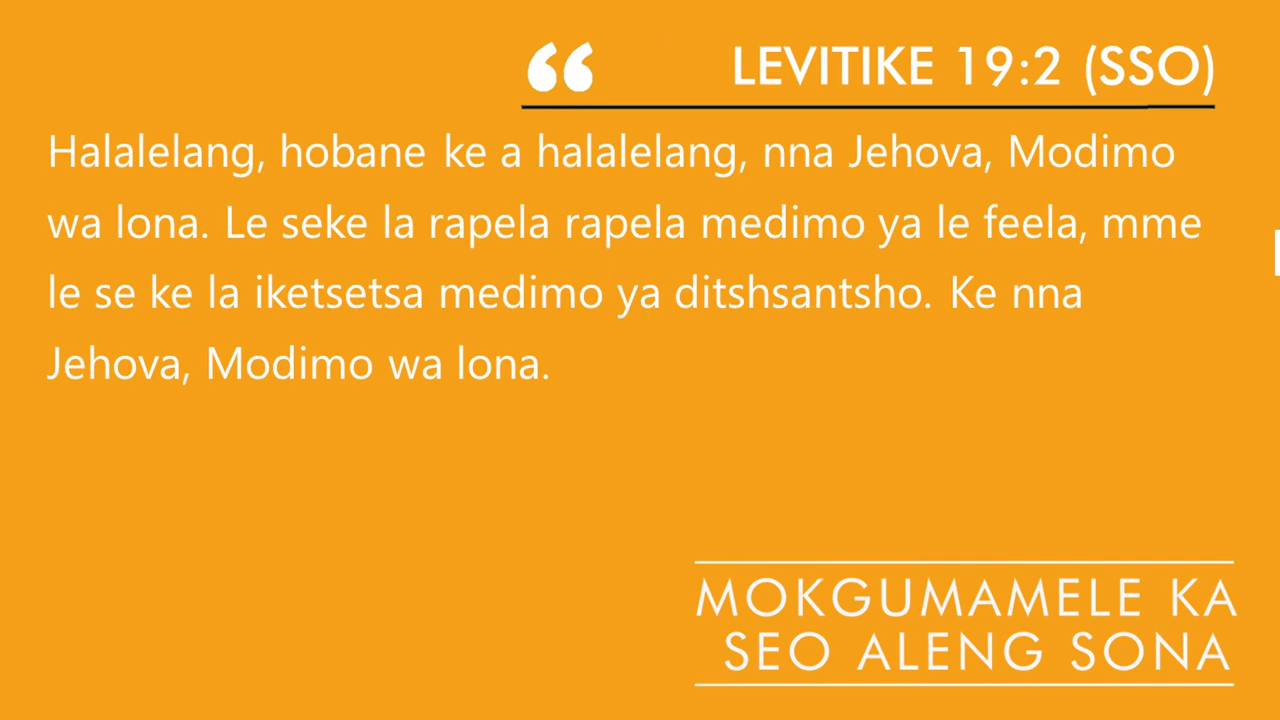 “ LEVITIKE 19:2 (SSO)
Halalelang, hobane ke a halalelang, nna Jehova, Modimo
wa lona. Le seke la rapela rapela medimo ya le feela, mme
le se ke la iketsetsa medimo ya ditshsantsho. Ke nna
Jehova, Modimo wa lona.
MOKGUMAMELE KA
SEO ALENG SONA